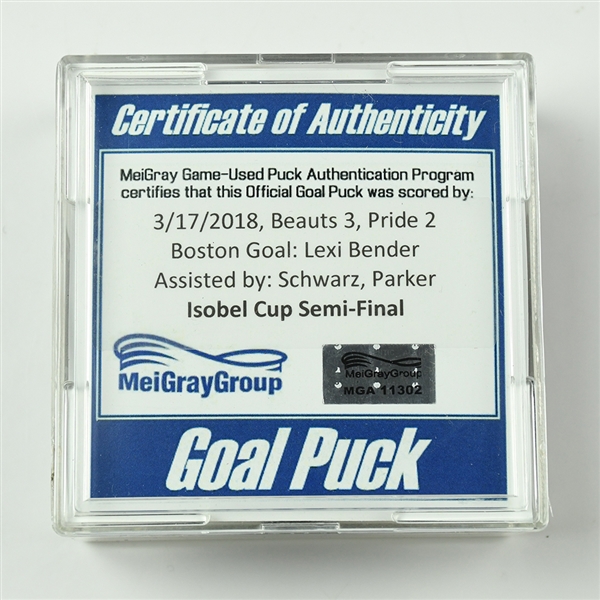 Certificate of Authenticity
MeiGray Game-Used Puck Authentication Program
certifies that this Official Goal Puck was scored by:
3/17/2018, Beauts 3, Pride 2
Boston Goal: Lexi Bender
Assisted by: Schwarz, Parker
Isobel Cup Semi-Final
MeiGrayGroup
MeiGrayGroup
MGA 11302
Goal Puck